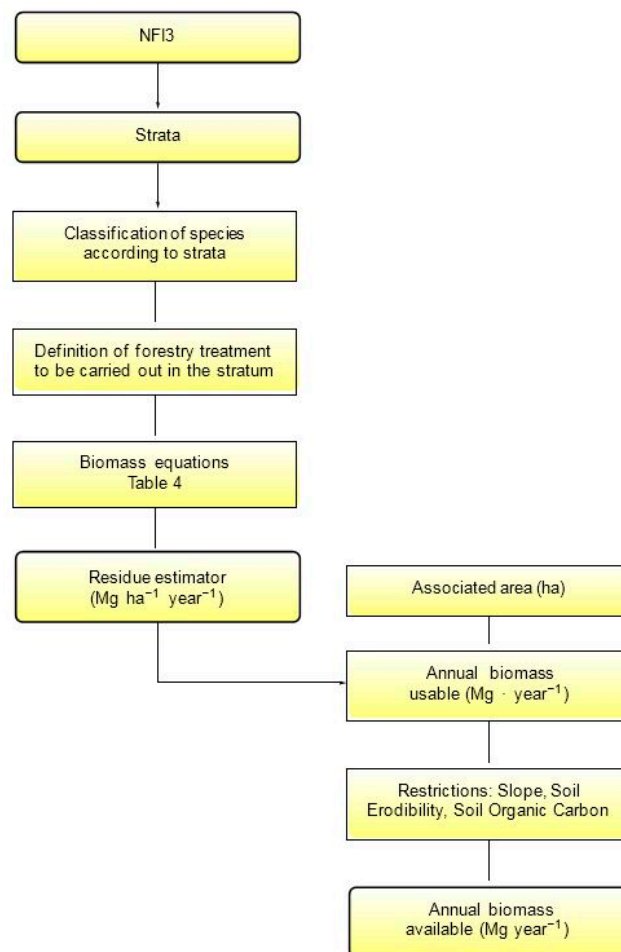 NFI3
Strata
Classification of species
according to strata
Definition of forestry treatment
to be carried out in the stratum
Biomass equations
Table 4
Residue estimator
(Mg ha⁻¹ year⁻¹)
Associated area (ha)
Annual biomass
usable (Mg · year⁻¹)
Restrictions: Slope, Soil
Erodibility, Soil Organic Carbon
Annual biomass
available (Mg year⁻¹)